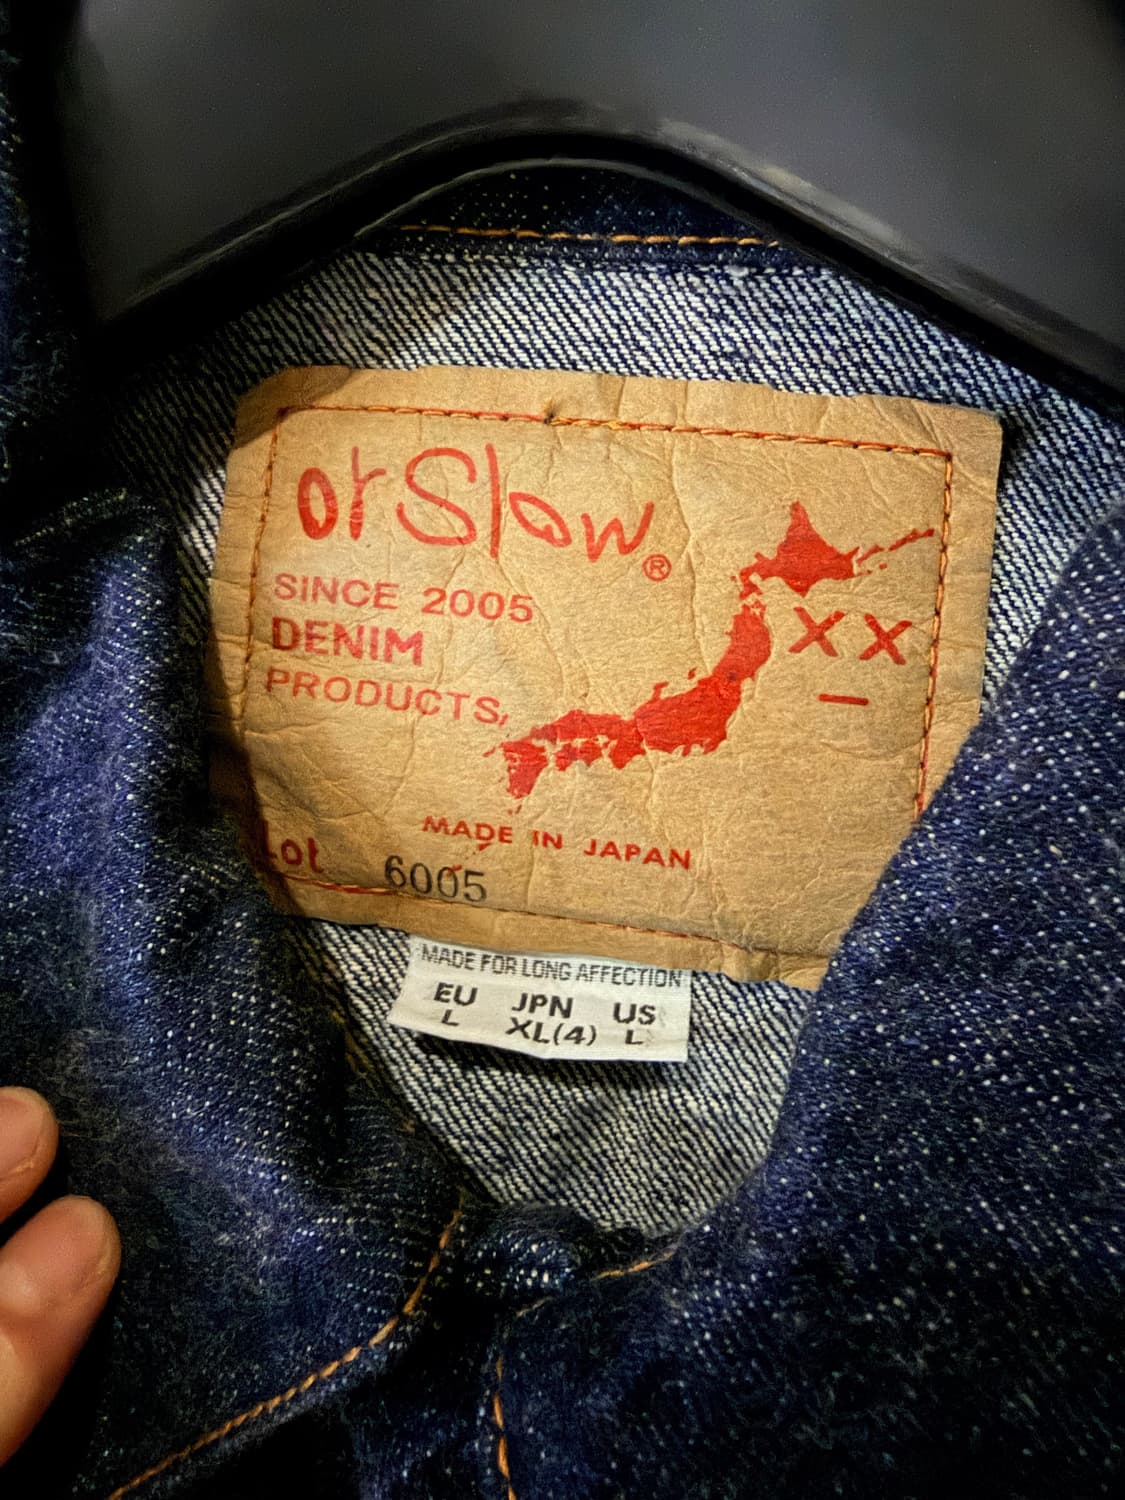 orSlow®
SINCE 2005
DENIM
PRODUCTS,
XX
MADE IN JAPAN
Lot 6005
MADE FOR LONG AFFECTION
EU JPN US
L XL(4) L